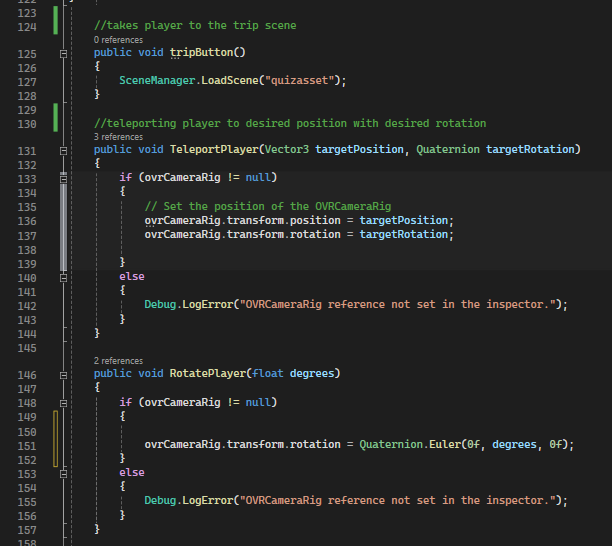 122 }
123
124 //takes player to the trip scene
0 references
125 public void tripButton()
126 {
127 SceneManager.LoadScene("quizasset");
128 }
129
130 //teleporting player to desired position with desired rotation
3 references
131 public void TeleportPlayer(Vector3 targetPosition, Quaternion targetRotation)
132 {
133 if (ovrCameraRig != null)
134 {
135 // Set the position of the OVRCameraRig
136 ovrCameraRig.transform.position = targetPosition;
137 ovrCameraRig.transform.rotation = targetRotation;
138
139 }
140 else
141 {
142 Debug.LogError("OVRCameraRig reference not set in the inspector.");
143 }
144 }
145
2 references
146 public void RotatePlayer(float degrees)
147 {
148 if (ovrCameraRig != null)
149 {
150
151 ovrCameraRig.transform.rotation = Quaternion.Euler(0f, degrees, 0f);
152 }
153 else
154 {
155 Debug.LogError("OVRCameraRig reference not set in the inspector.");
156 }
157 }
158